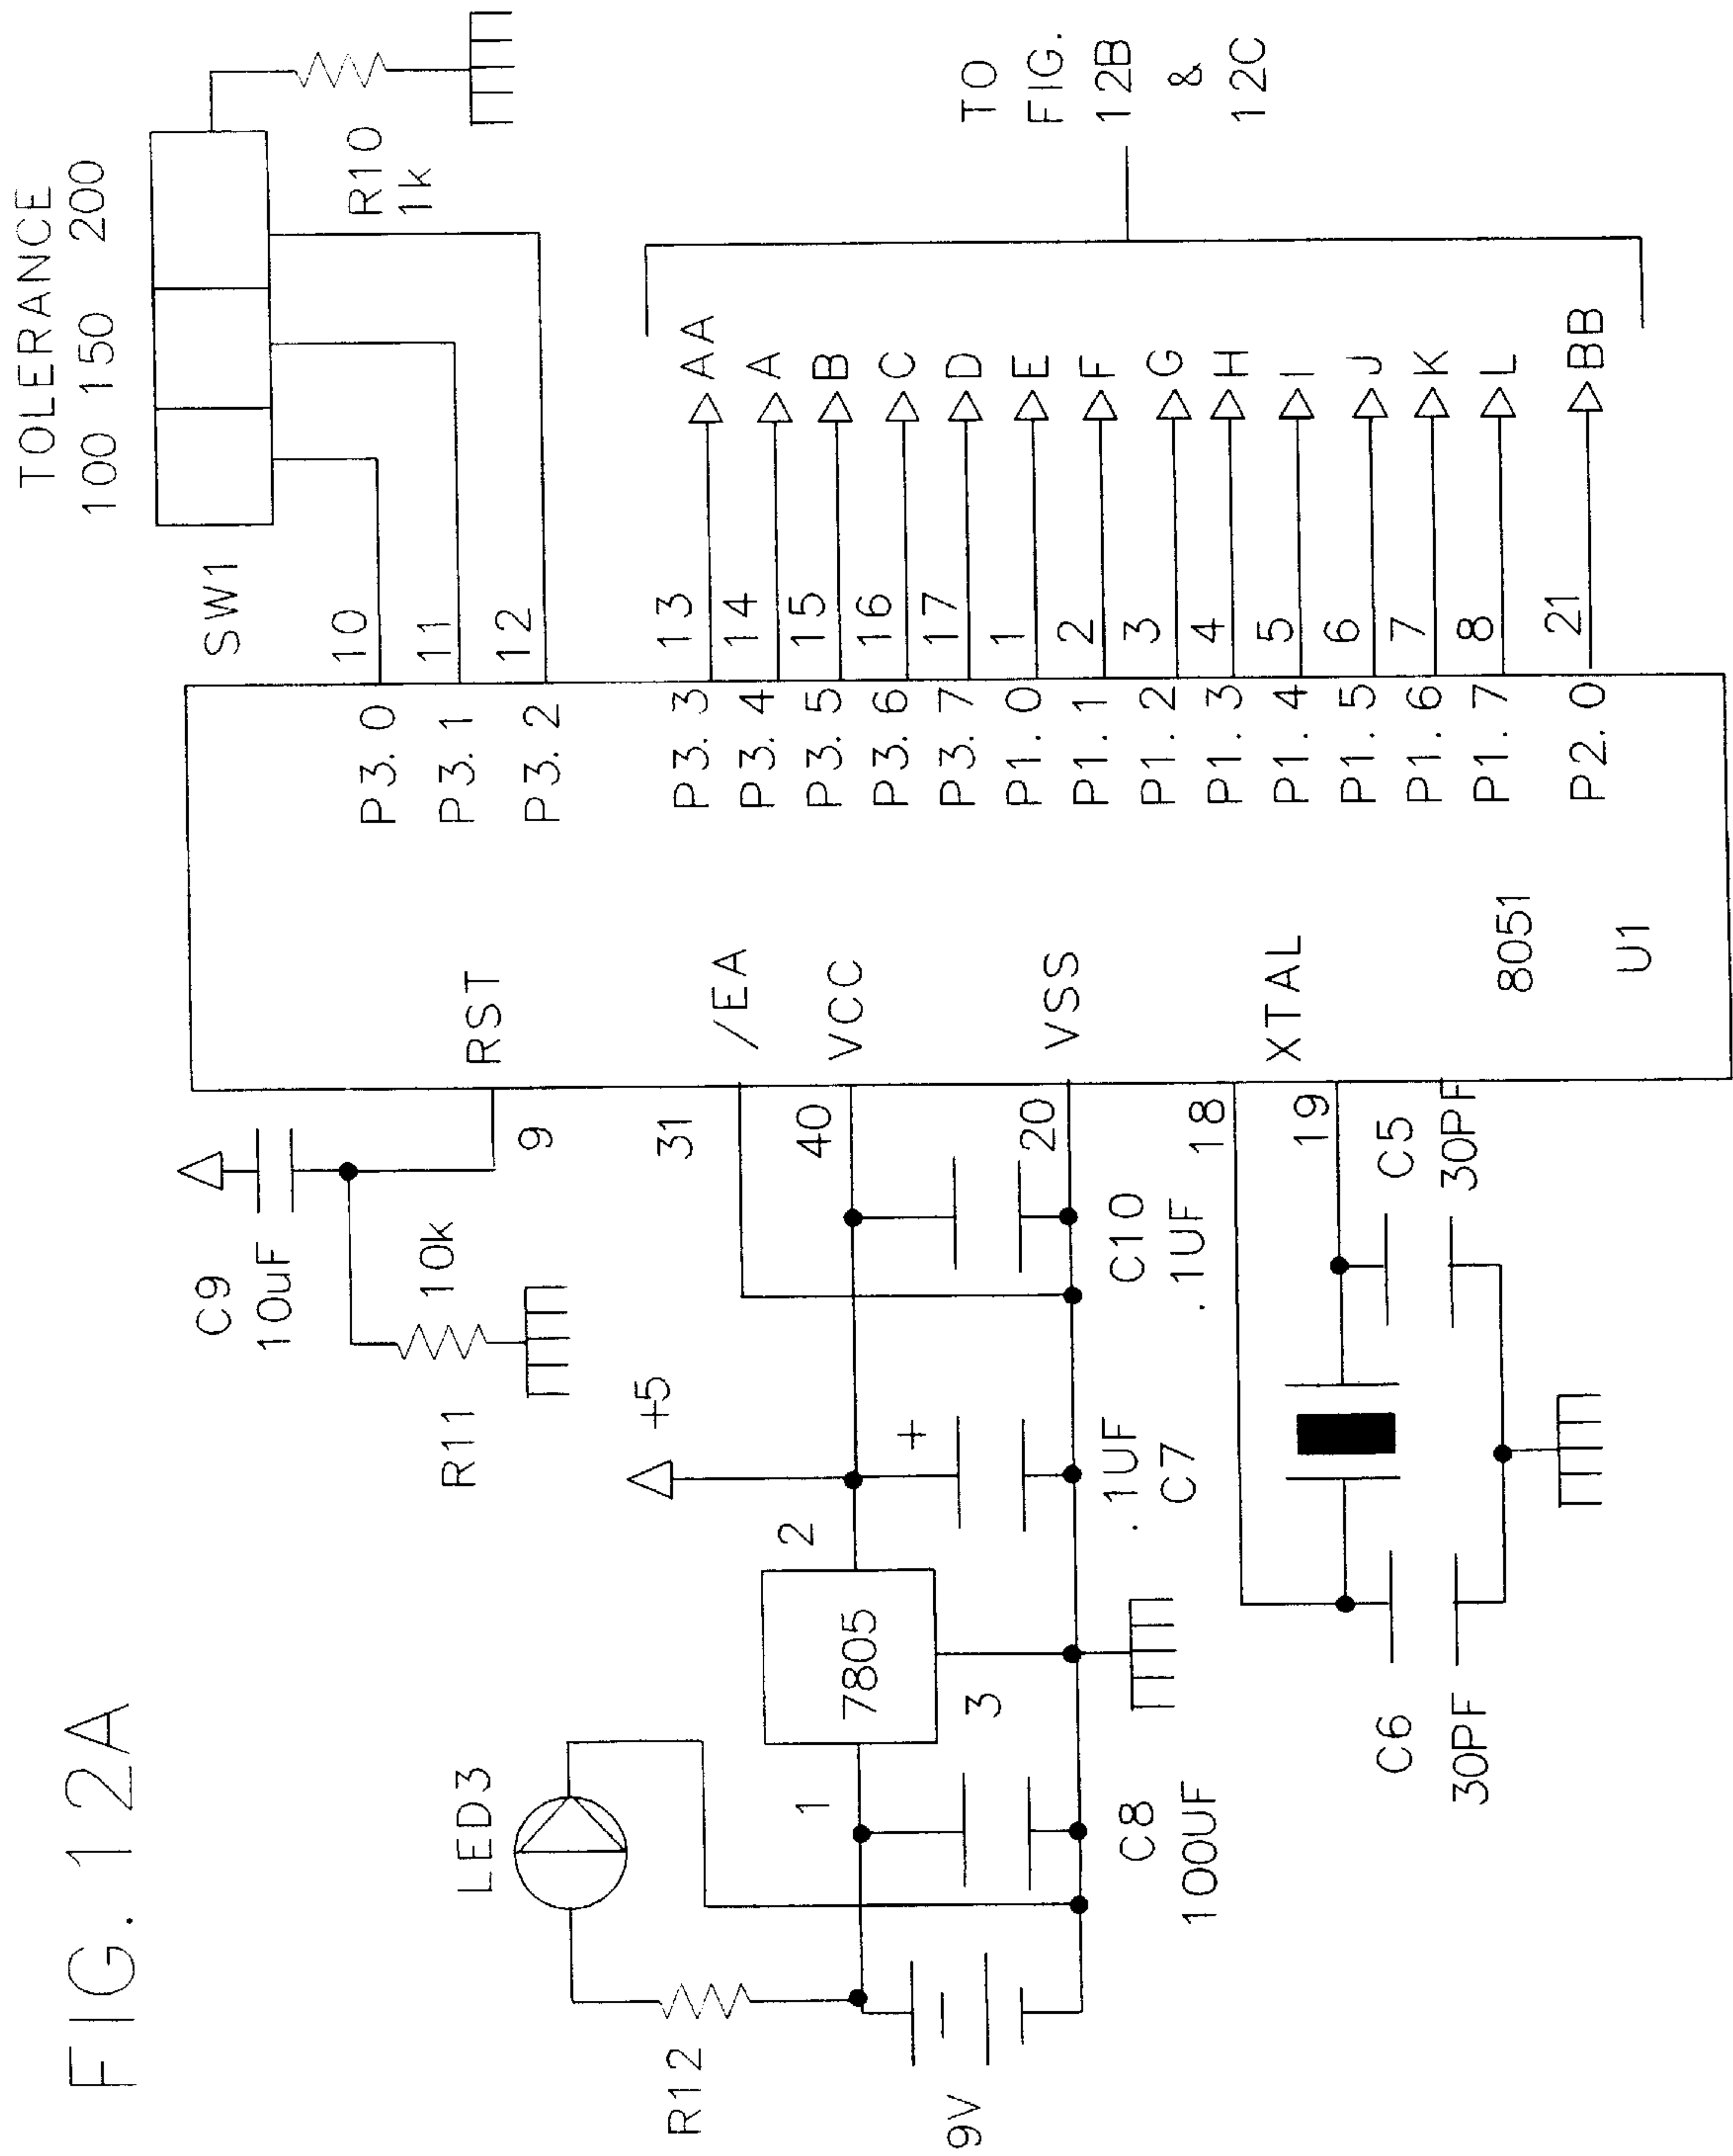 FIG. 12A
TOLERANCE
100 150 200
SW1
R10
1k
C9
10uF
10k
R11
RST
9
10
11
12
P3.0
P3.1
P3.2
LED3
R12
9V
1
7805
2
3
+5
+
31
40
20
/EA
VCC
VSS
C8
100UF
.1UF
C7
C10
.1UF
18
19
XTAL
C5
30PF
C6
30PF
8051
U1
P3.3 13 AA
P3.4 14 A
P3.5 15 B
P3.6 16 C
P3.7 17 D
P1.0 1 E
P1.1 2 F
P1.2 3 G
P1.3 4 H
P1.4 5 I
P1.5 6 J
P1.6 7 K
P1.7 8 L
P2.0 21 BB
TO
FIG.
12B
&
12C